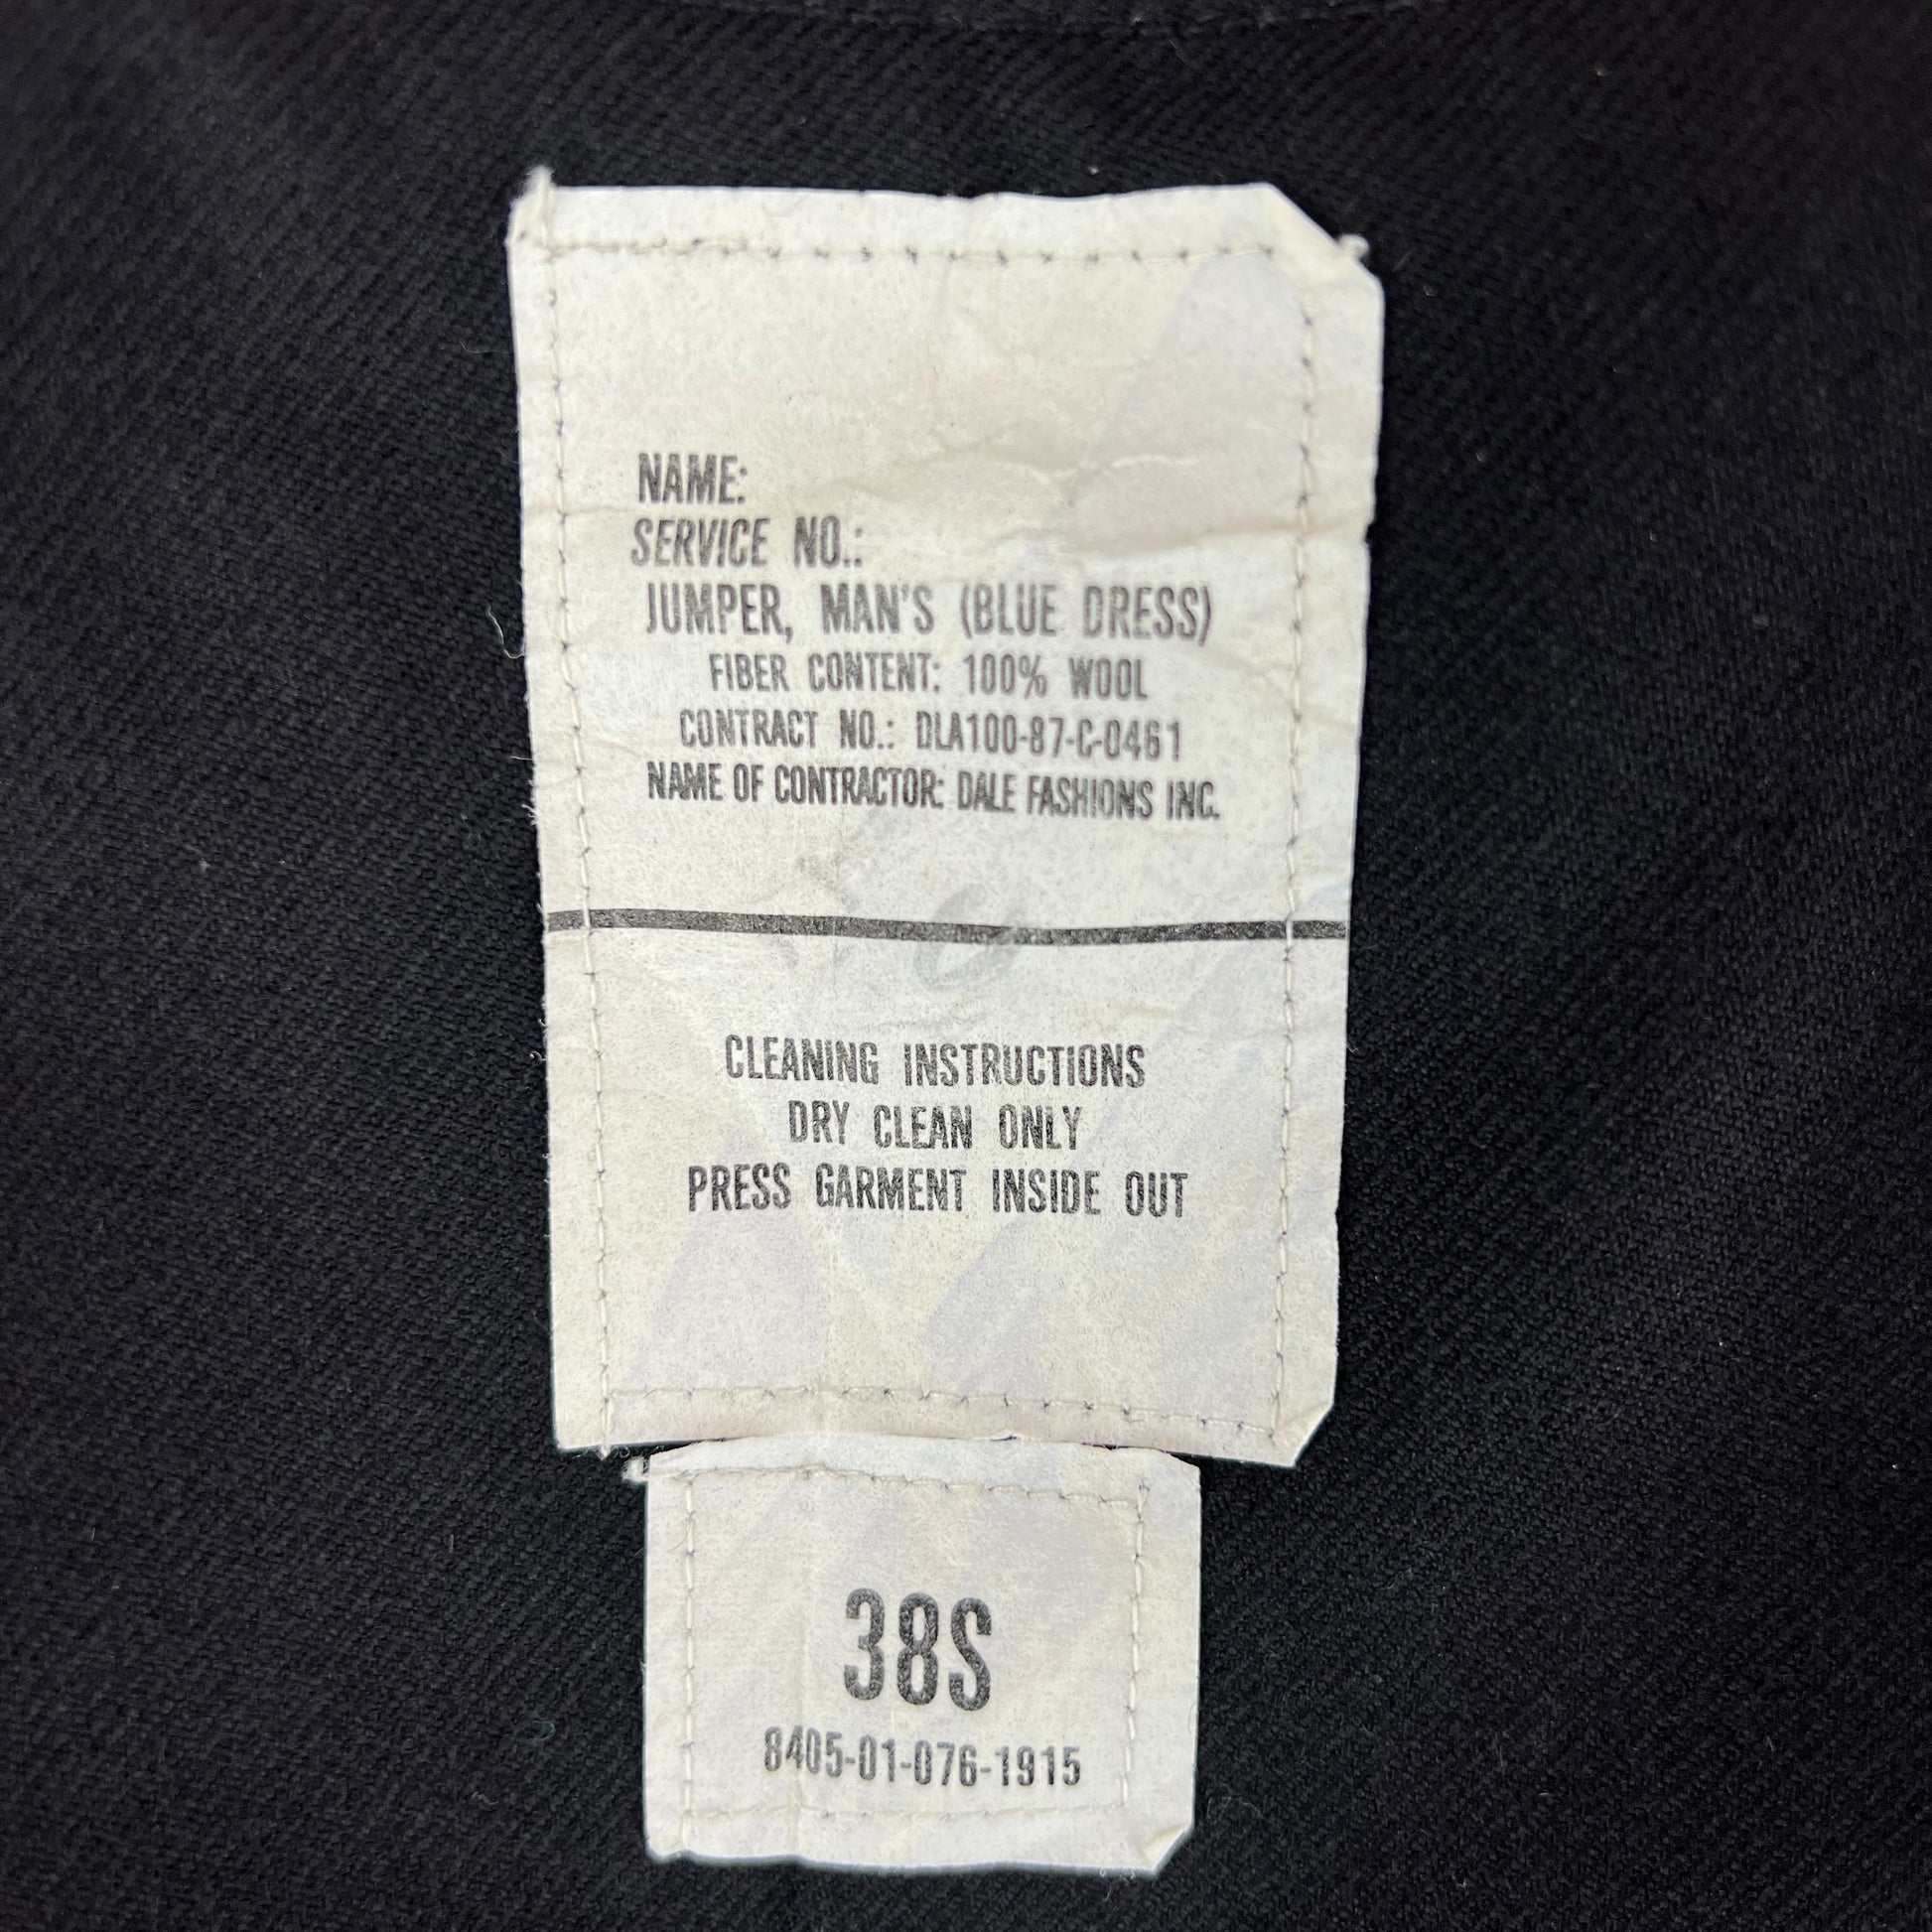 NAME:
SERVICE NO.:
JUMPER, MAN'S (BLUE DRESS)
FIBER CONTENT: 100% WOOL
CONTRACT NO.: DLA100-87-C-0461
NAME OF CONTRACTOR: DALE FASHIONS INC.
CLEANING INSTRUCTIONS
DRY CLEAN ONLY
PRESS GARMENT INSIDE OUT
38S
8405-01-076-1915